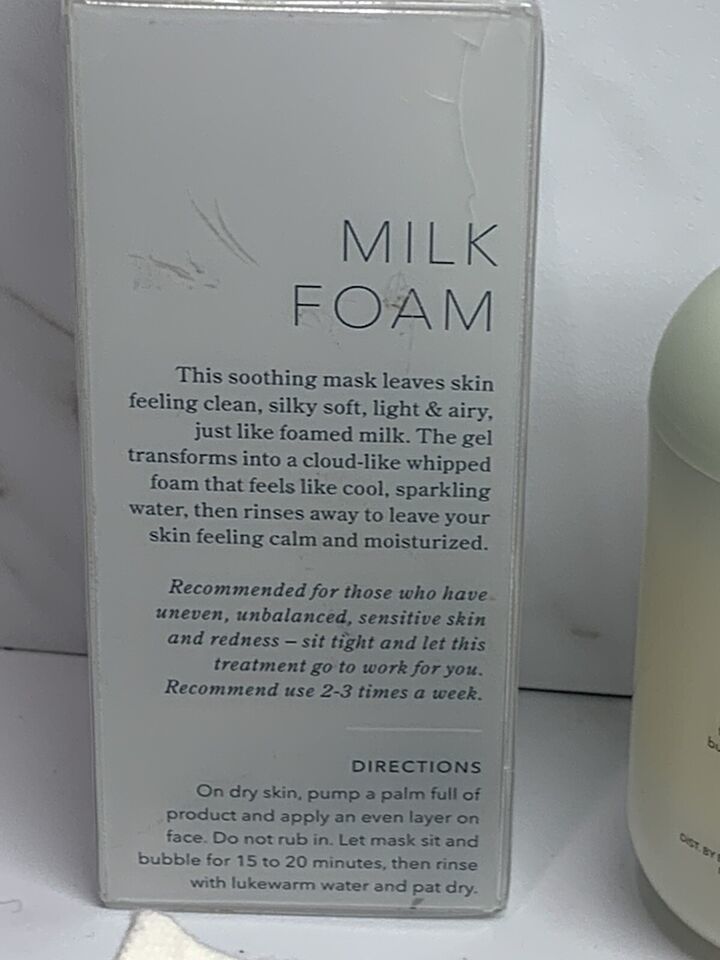 MILK
FOAM
This soothing mask leaves skin
feeling clean, silky soft, light & airy,
just like foamed milk. The gel
transforms into a cloud-like whipped
foam that feels like cool, sparkling
water, then rinses away to leave your
skin feeling calm and moisturized.
Recommended for those who have
uneven, unbalanced, sensitive skin
and redness – sit tight and let this
treatment go to work for you.
Recommend use 2-3 times a week.
DIRECTIONS
On dry skin, pump a palm full of
product and apply an even layer on
face. Do not rub in. Let mask sit and
bubble for 15 to 20 minutes, then rinse
with lukewarm water and pat dry.
DIST. BY